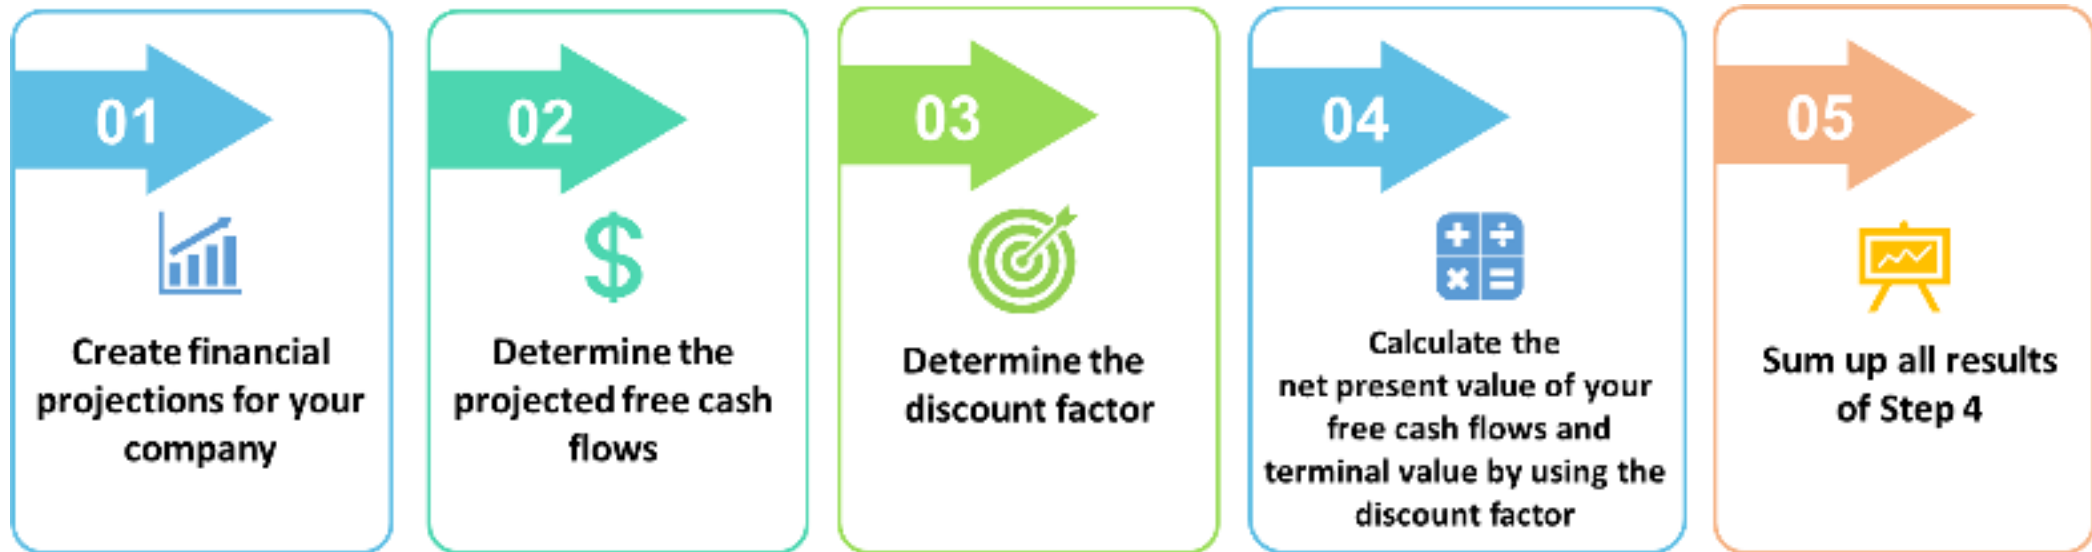 01
Create financial
projections for your
company
02
Determine the
projected free cash
flows
03
Determine the
discount factor
04
Calculate the
net present value of your
free cash flows and
terminal value by using the
discount factor
05
Sum up all results
of Step 4